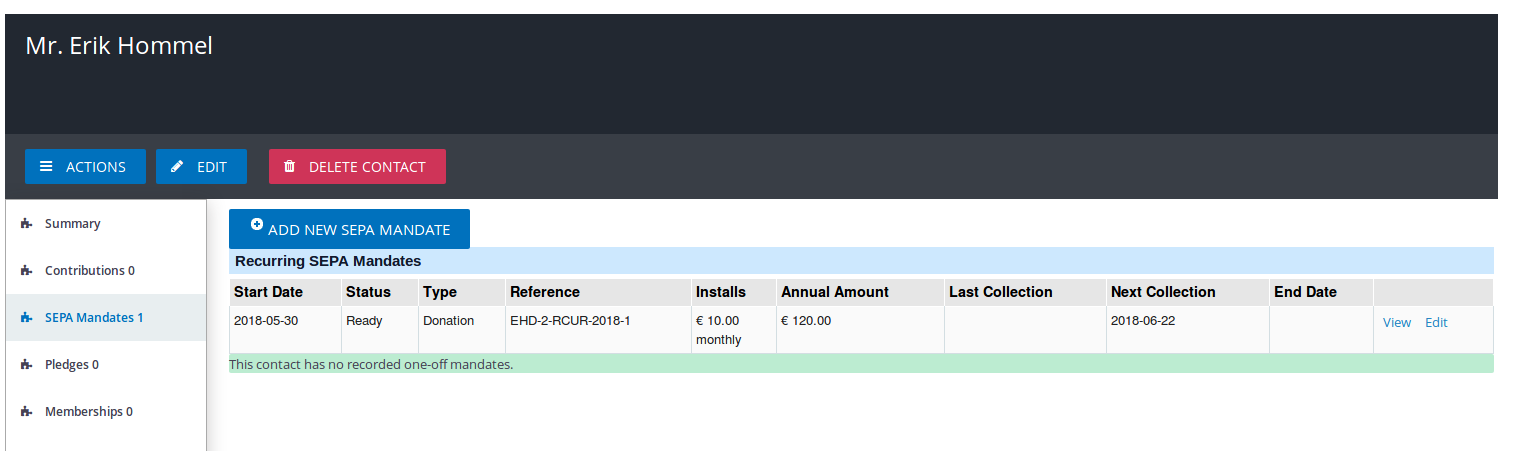 Mr. Erik Hommel
ACTIONS EDIT DELETE CONTACT
Summary
Contributions 0
SEPA Mandates 1
Pledges 0
Memberships 0
ADD NEW SEPA MANDATE
Recurring SEPA Mandates
Start Date Status Type Reference Installs Annual Amount Last Collection Next Collection End Date
2018-05-30 Ready Donation EHD-2-RCUR-2018-1 € 10.00 € 120.00 2018-06-22 View Edit
monthly
This contact has no recorded one-off mandates.